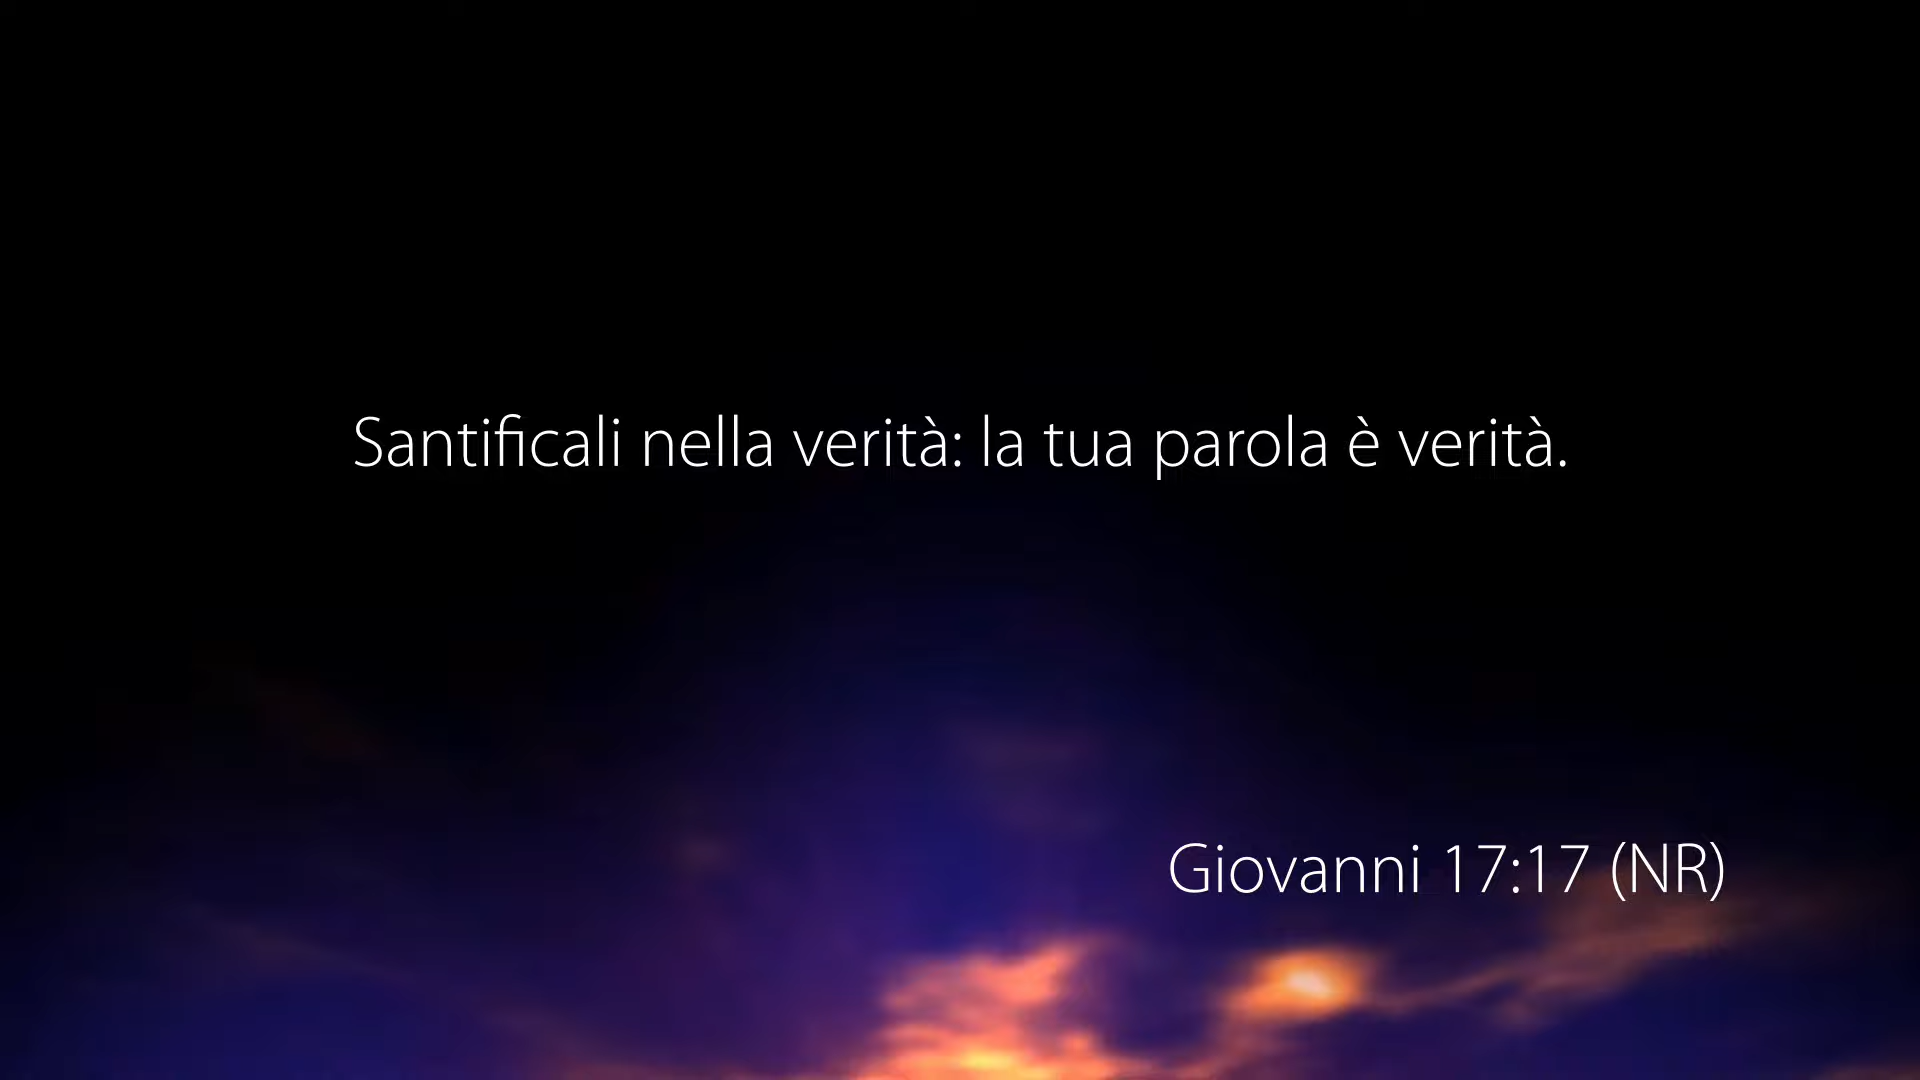 Santificali nella verità: la tua parola è verità.
Giovanni 17:17 (NR)